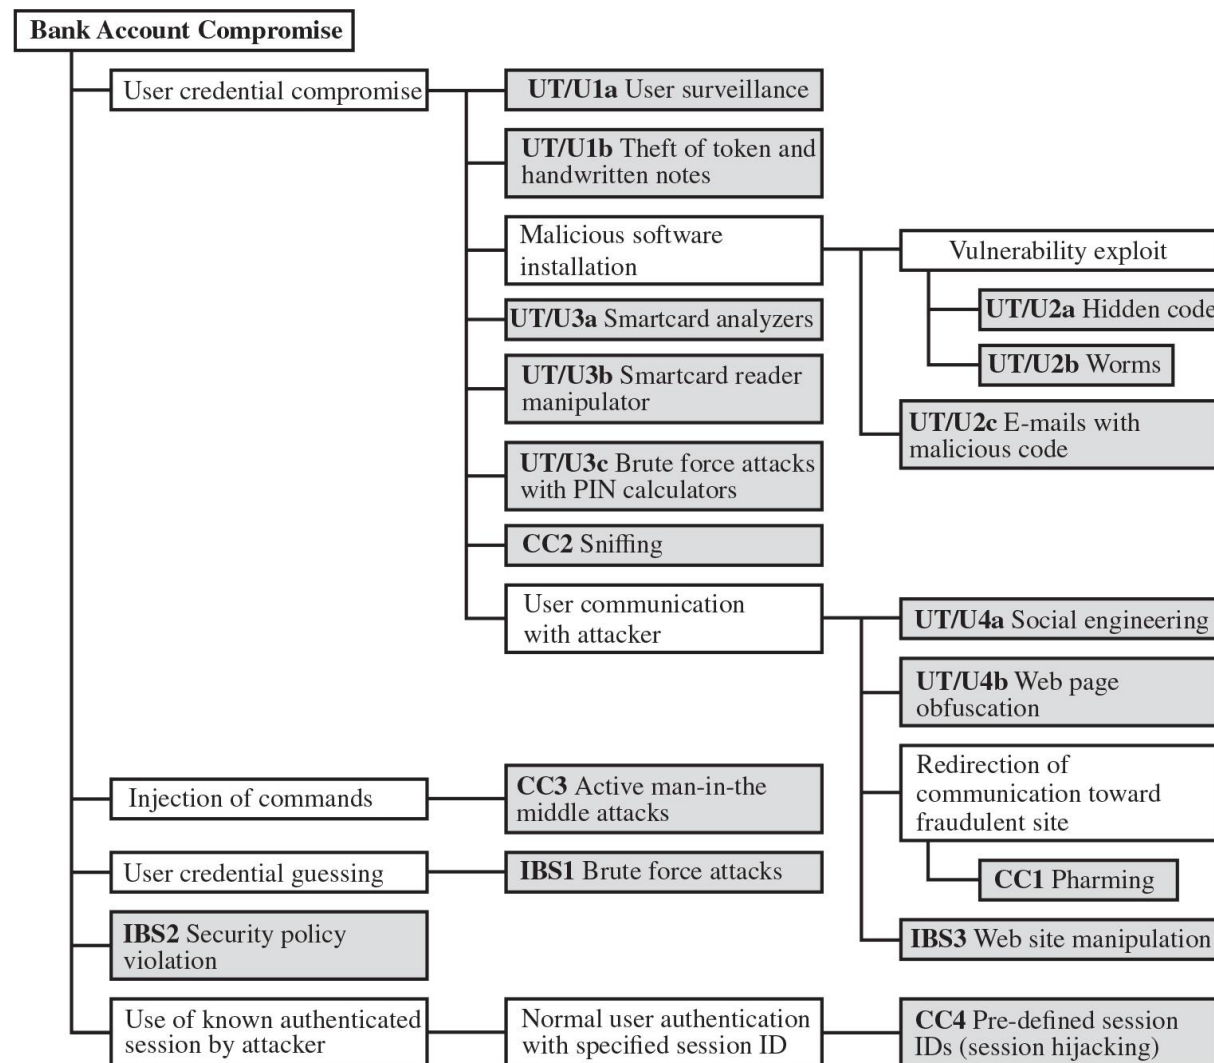 Bank Account Compromise
User credential compromise
UT/U1a User surveillance
UT/U1b Theft of token and
handwritten notes
Malicious software
installation
Vulnerability exploit
UT/U2a Hidden code
UT/U2b Worms
UT/U2c E-mails with
malicious code
UT/U3a Smartcard analyzers
UT/U3b Smartcard reader
manipulator
UT/U3c Brute force attacks
with PIN calculators
CC2 Sniffing
User communication
with attacker
UT/U4a Social engineering
UT/U4b Web page
obfuscation
Redirection of
communication toward
fraudulent site
CC1 Pharming
IBS3 Web site manipulation
Injection of commands
CC3 Active man-in-the
middle attacks
User credential guessing
IBS1 Brute force attacks
IBS2 Security policy
violation
Use of known authenticated
session by attacker
Normal user authentication
with specified session ID
CC4 Pre-defined session
IDs (session hijacking)